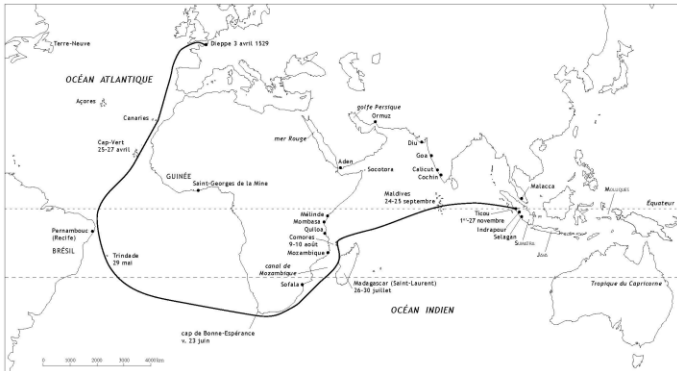 Terre-Neuve
Dieppe 3 avril 1529
OCÉAN ATLANTIQUE
Açores
Canaries
Cap-Vert
25-27 avril
GUINÉE
Saint-Georges de la Mine
golfe Persique
Ormuz
mer Rouge
Aden
Socotora
Diu
Goa
Calicut
Cochin
Maldives
24-25 septembre
Malacca
Moluques
Équateur
Ticou
1er-27 novembre
Indrapour
Selagan
Sumatra
Java
Mélinde
Mombasa
Quiloa
Comores
9-10 août
Mozambique
canal de
Mozambique
Sofala
Madagascar (Saint-Laurent)
26-30 juillet
Pernambouc
(Recife)
BRÉSIL
Trindade
29 mai
Tropique du Capricorne
OCÉAN INDIEN
cap de Bonne-Espérance
v. 23 juin
0 1000 2000 3000 4000 km